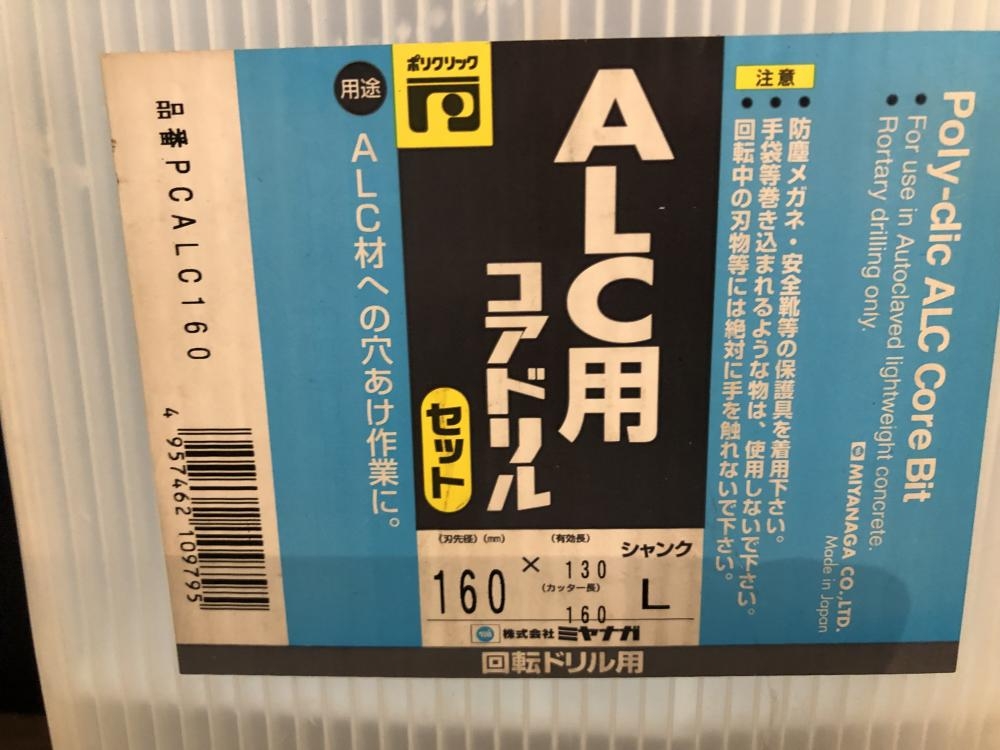 Poly-clic ALC Core Bit
● For use in Autoclaved lightweight concrete.
● Rortary drilling only.
MIYANAGA CO.,LTD.
Made in Japan
注意
● 防塵メガネ・安全靴等の保護具を着用下さい。
● 手袋等巻き込まれるような物は、使用しないで下さい。
● 回転中の刃物等には絶対に手を触れないで下さい。
ALC用
コアドリル
セット
ポリクリック
用途
ALC材への穴あけ作業に。
(刃先径)(mm)
160
×
(有効長)
130
(カッター長)
160
シャンク
L
株式会社 ミヤナガ
回転ドリル用
品番PCALC160
4 957462 109795